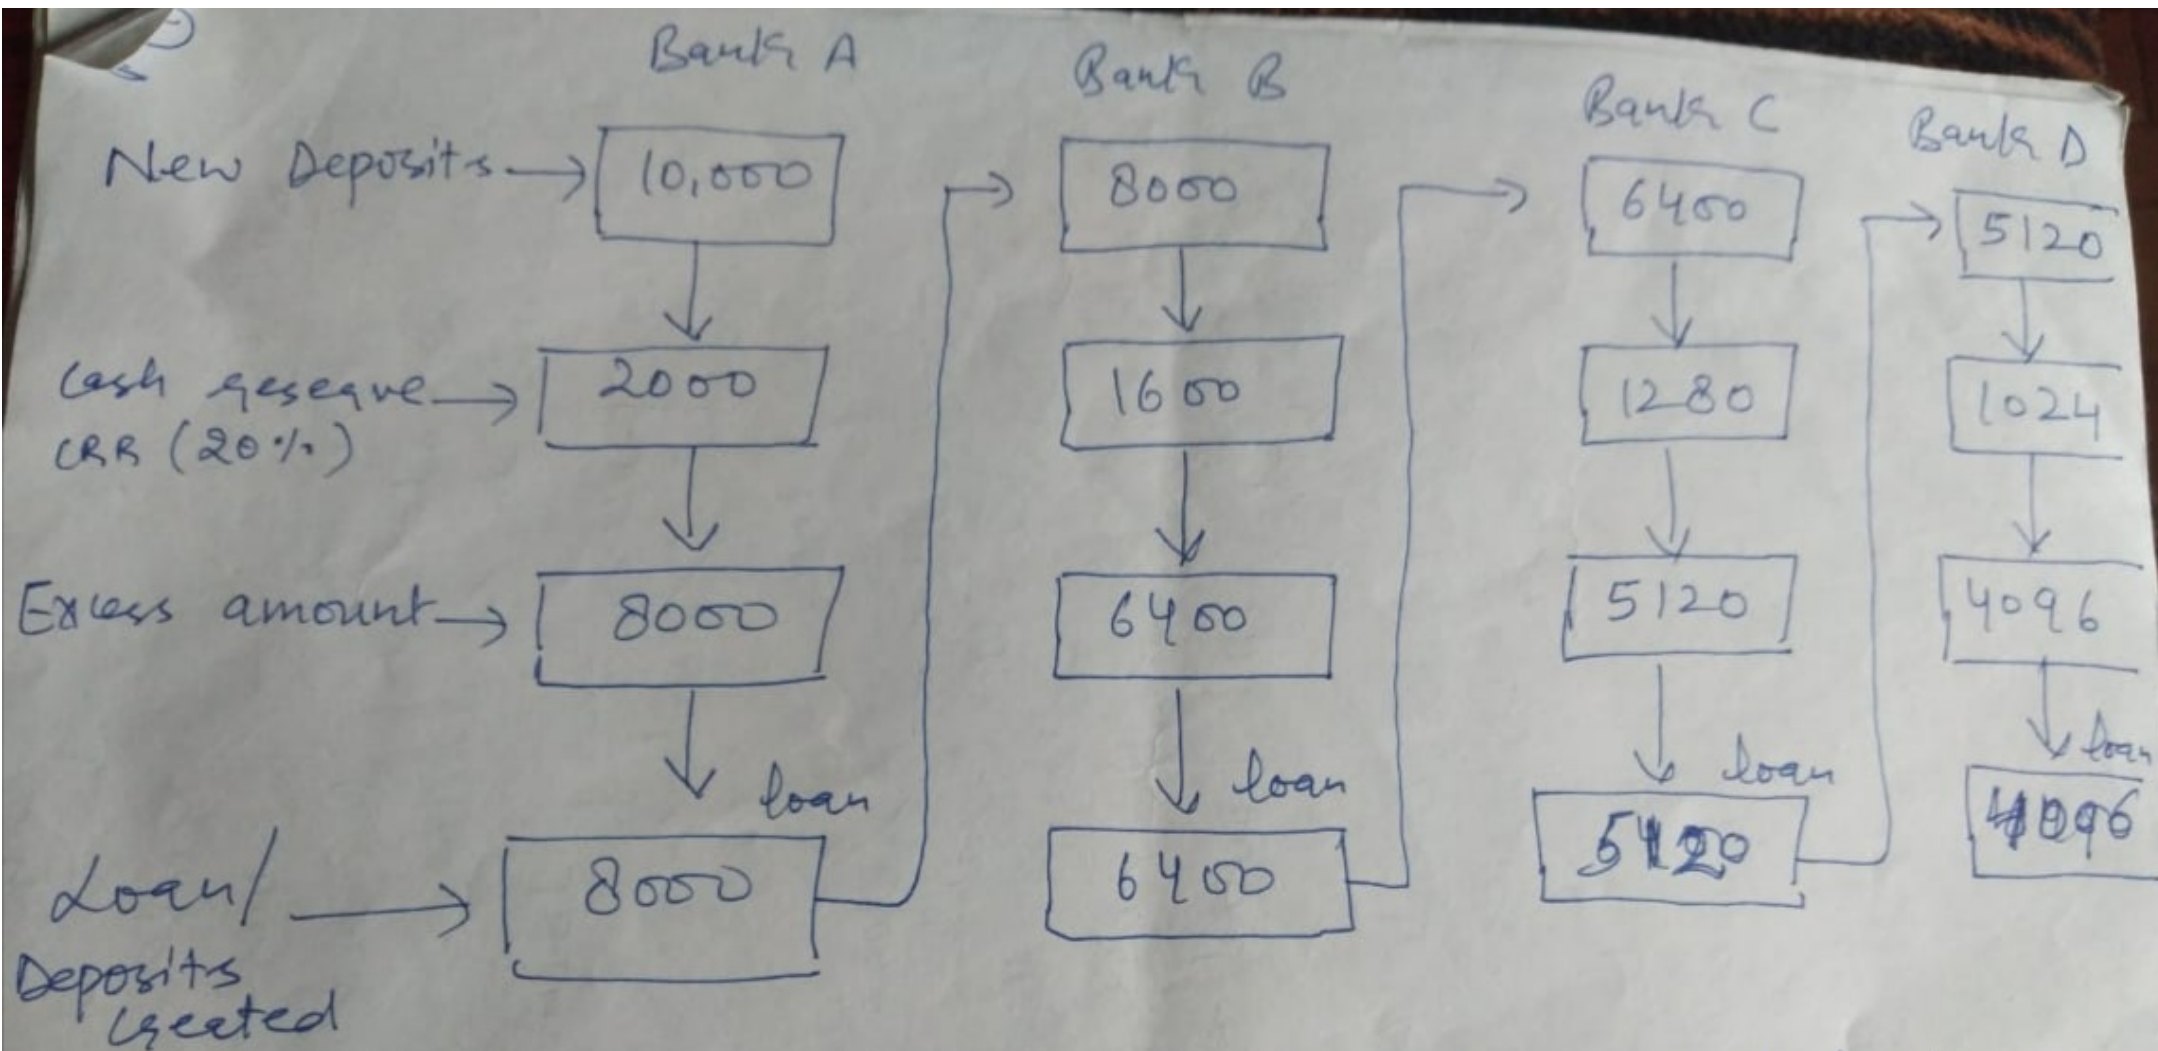 Bank A
Bank B
Bank C
Bank D
New Deposits
10,000
8000
6400
5120
Cash reserve
CRR (20%)
2000
1600
1280
1024
Excess amount
8000
6400
5120
4096
loan
loan
loan
loan
Loan/
Deposits
created
8000
6400
5120
4096